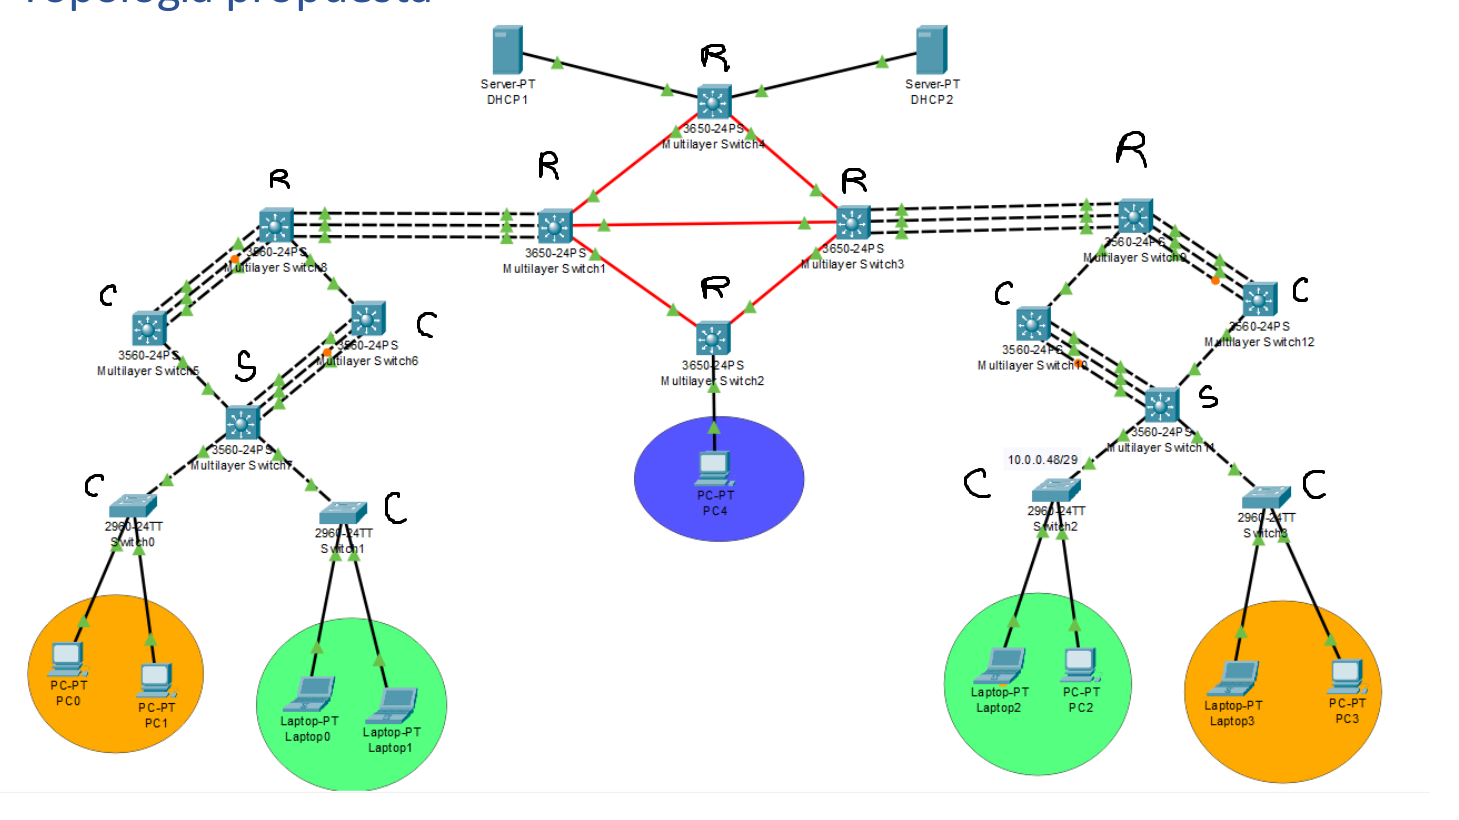 Topología propuesta
Server-PT
DHCP1
R
Server-PT
DHCP2
3650-24PS
Multilayer Switch4
R
3560-24PS
Multilayer Switch8
R
3650-24PS
Multilayer Switch1
R
3650-24PS
Multilayer Switch3
R
3560-24PS
Multilayer Switch9
C
3560-24PS
Multilayer Switch5
C
3560-24PS
Multilayer Switch6
R
3650-24PS
Multilayer Switch2
C
3560-24PS
Multilayer Switch10
C
3560-24PS
Multilayer Switch12
S
3560-24PS
Multilayer Switch7
S
3560-24PS
Multilayer Switch11
10.0.0.48/29
C
2960-24TT
Switch0
C
2960-24TT
Switch1
PC-PT
PC4
C
2960-24TT
Switch2
C
2960-24TT
Switch3
PC-PT
PC0
PC-PT
PC1
Laptop-PT
Laptop0
Laptop-PT
Laptop1
Laptop-PT
Laptop2
PC-PT
PC2
Laptop-PT
Laptop3
PC-PT
PC3